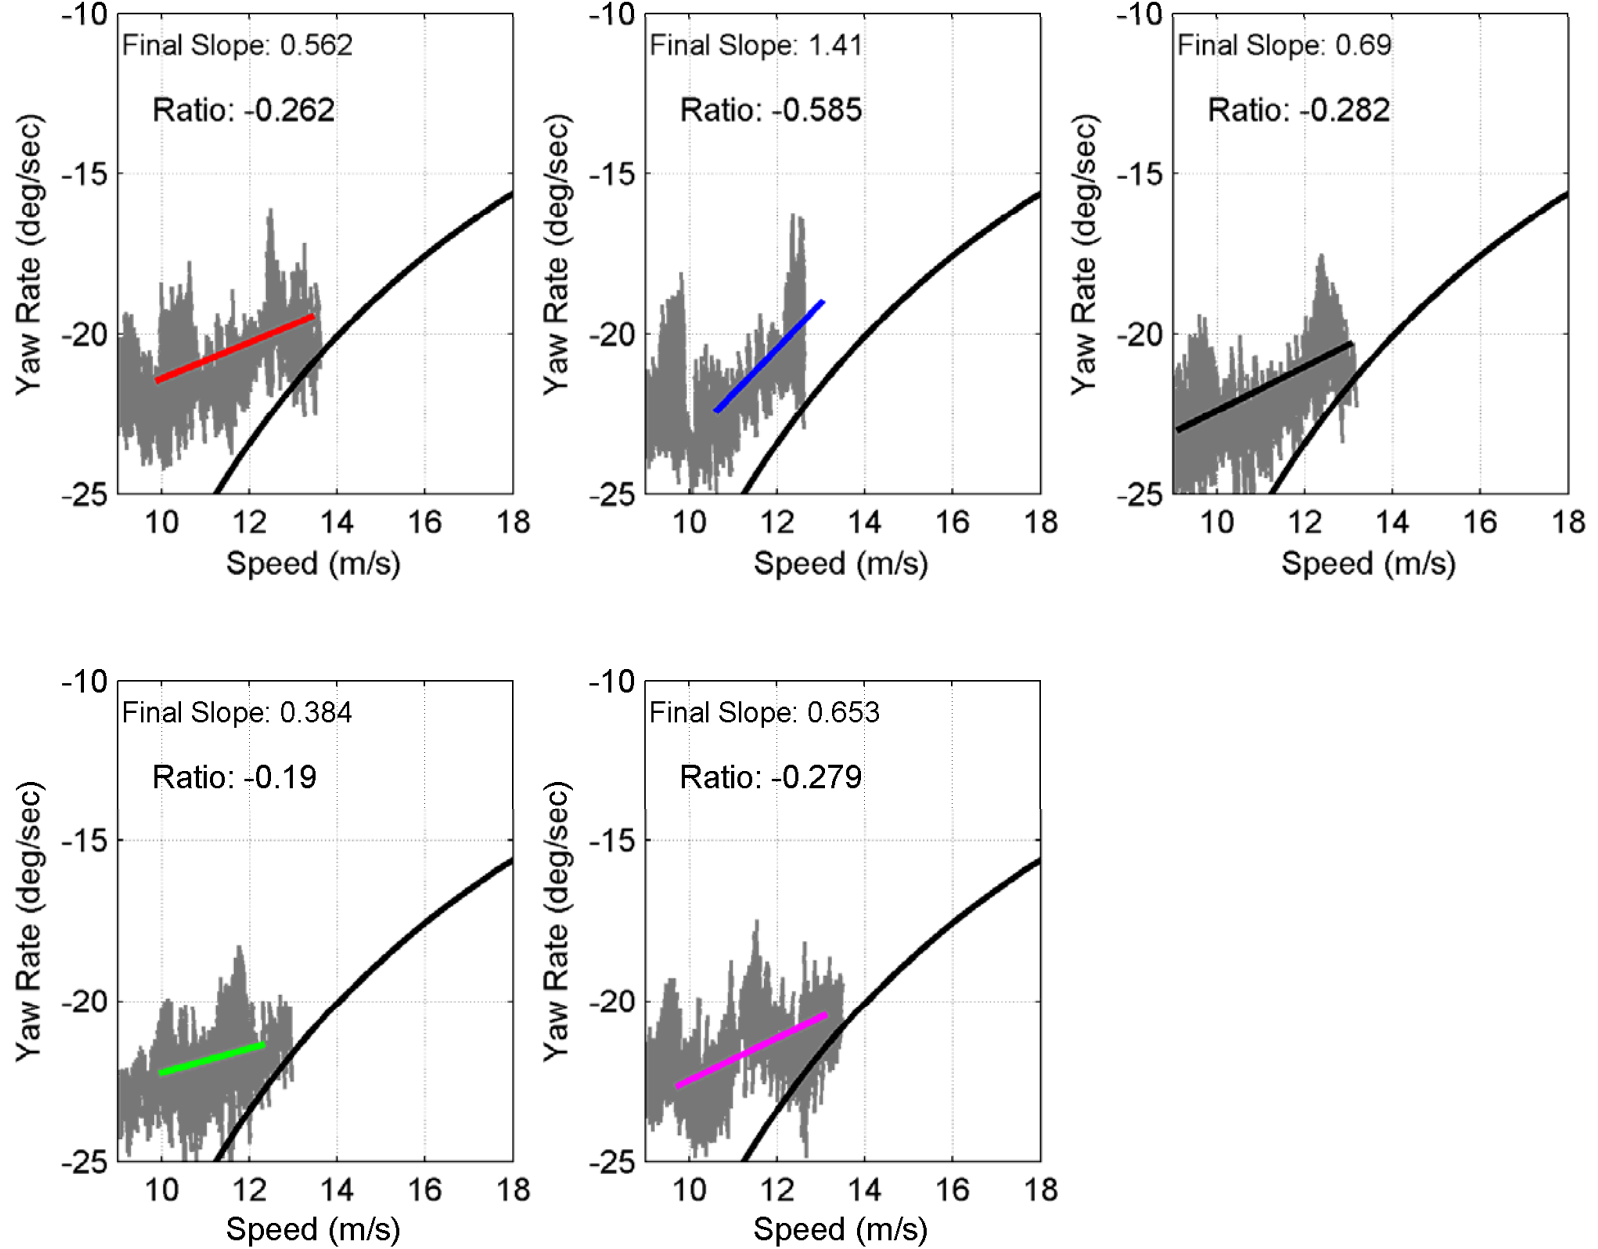 -10
-15
-20
-25
Final Slope: 0.562
Ratio: -0.262
Yaw Rate (deg/sec)
10 12 14 16 18
Speed (m/s)
-10
-15
-20
-25
Final Slope: 1.41
Ratio: -0.585
Yaw Rate (deg/sec)
10 12 14 16 18
Speed (m/s)
-10
-15
-20
-25
Final Slope: 0.69
Ratio: -0.282
Yaw Rate (deg/sec)
10 12 14 16 18
Speed (m/s)
-10
-15
-20
-25
Final Slope: 0.384
Ratio: -0.19
Yaw Rate (deg/sec)
10 12 14 16 18
Speed (m/s)
-10
-15
-20
-25
Final Slope: 0.653
Ratio: -0.279
Yaw Rate (deg/sec)
10 12 14 16 18
Speed (m/s)